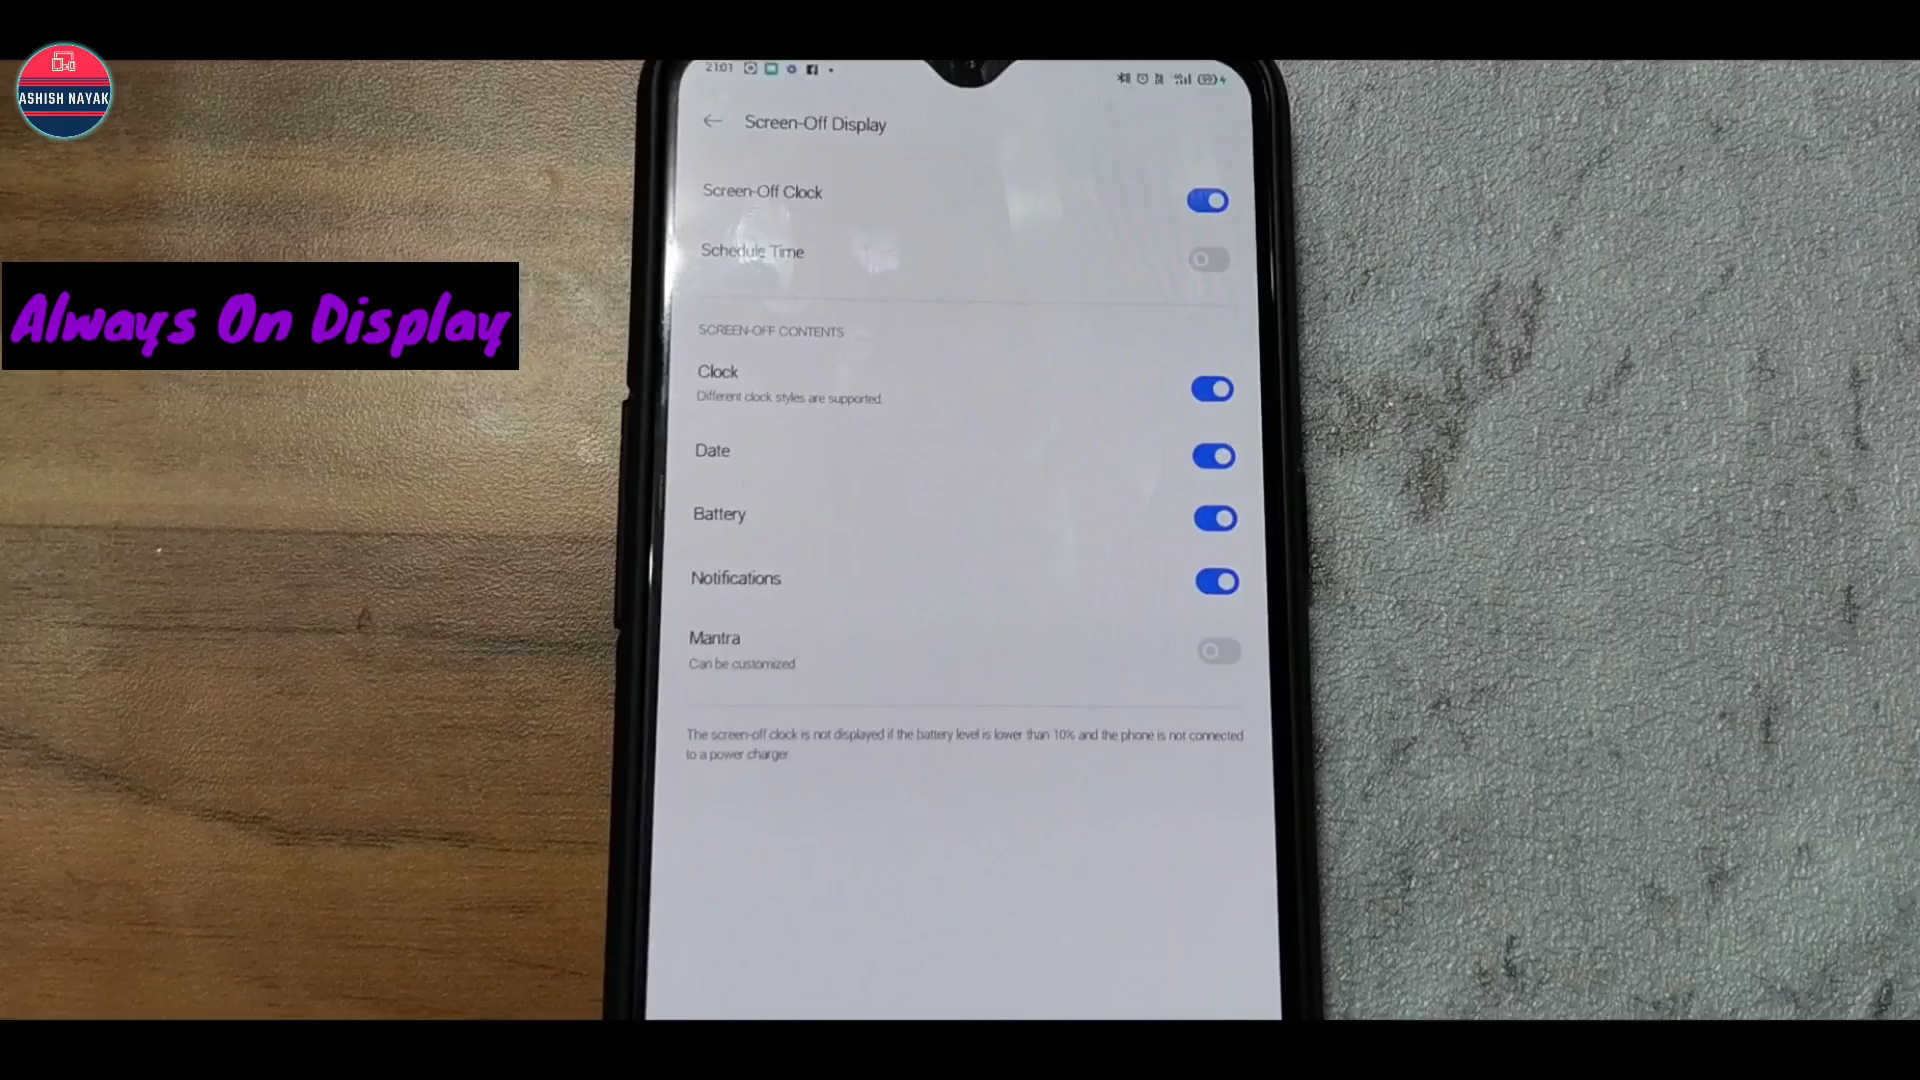 ASHISH NAYAK
21:01
Screen-Off Display
Screen-Off Clock
Schedule Time
Always On Display
SCREEN-OFF CONTENTS
Clock
Different clock styles are supported.
Date
Battery
Notifications
Mantra
Can be customized
The screen-off clock is not displayed if the battery level is lower than 10% and the phone is not connected
to a power charger